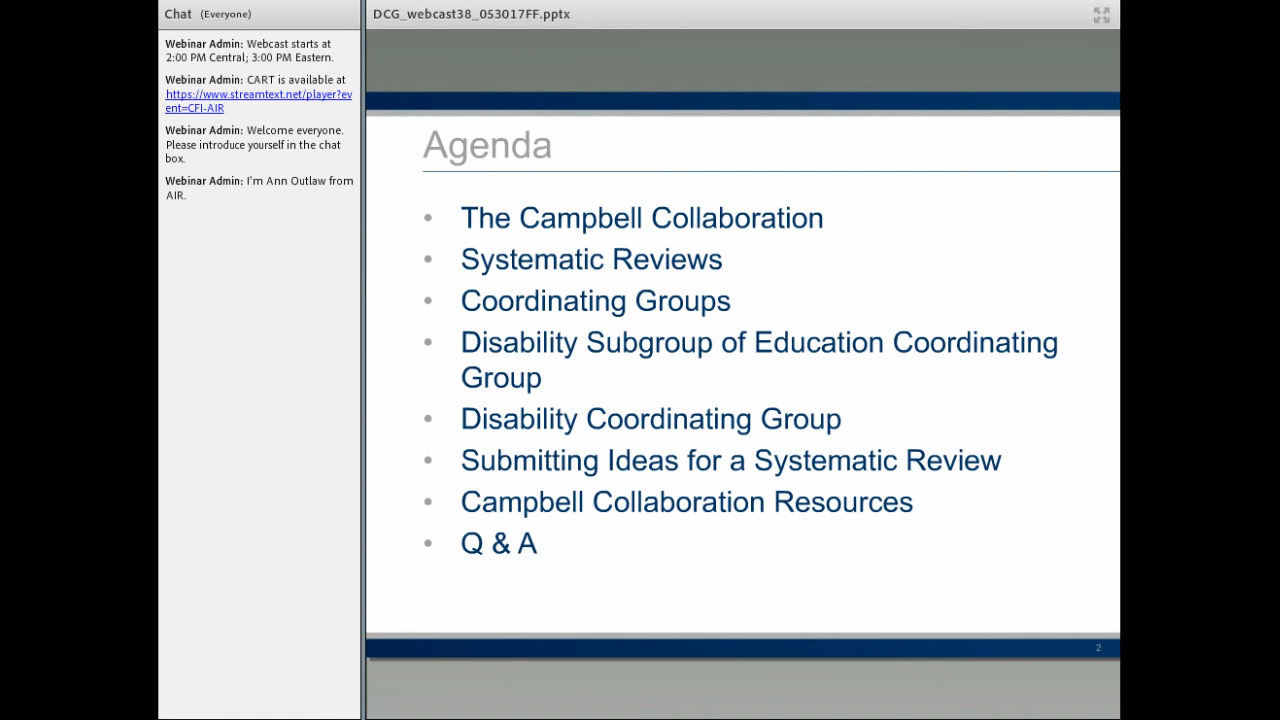 Chat (Everyone)
Webinar Admin: Webcast starts at
2:00 PM Central; 3:00 PM Eastern.
Webinar Admin: CART is available at
https://www.streamtext.net/player?ev
ent=CFI-AIR
Webinar Admin: Welcome everyone.
Please introduce yourself in the chat
box.
Webinar Admin: I'm Ann Outlaw from
AIR.
DCG_webcast38_053017FF.pptx
Agenda
• The Campbell Collaboration
• Systematic Reviews
• Coordinating Groups
• Disability Subgroup of Education Coordinating
Group
• Disability Coordinating Group
• Submitting Ideas for a Systematic Review
• Campbell Collaboration Resources
• Q & A
2